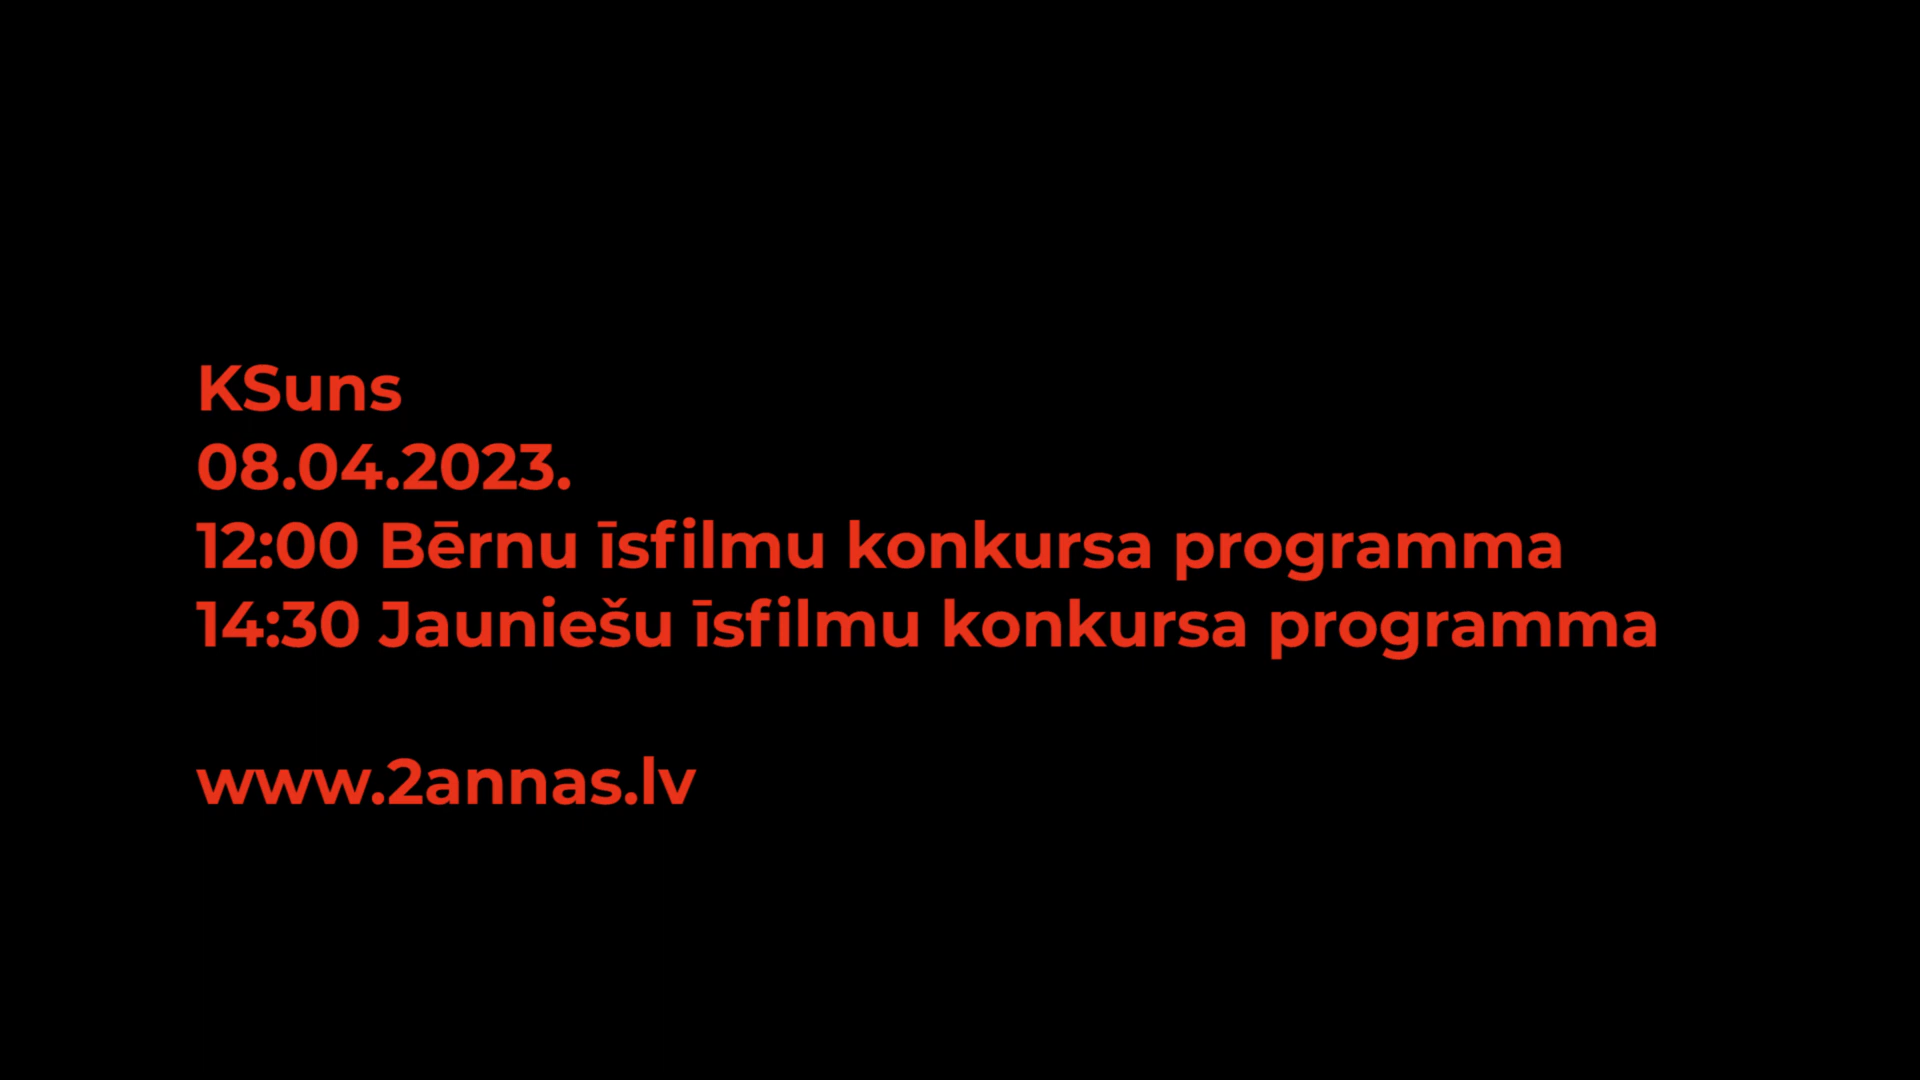 KSuns
08.04.2023.
12:00 Bērnu īsfilmu konkursa programma
14:30 Jauniešu īsfilmu konkursa programma
www.2annas.lv